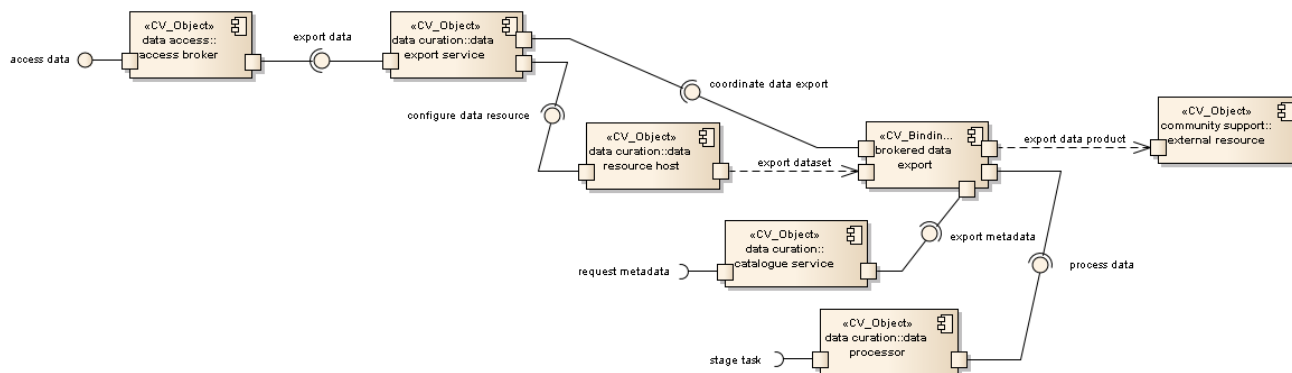 «CV_Object»
data access::
access broker
access data
export data
«CV_Object»
data curation::data
export service
coordinate data export
configure data resource
«CV_Object»
data curation::data
resource host
export dataset
«CV_Bindin...
brokered data
export
export data product
«CV_Object»
community support::
external resource
«CV_Object»
data curation::
catalogue service
request metadata
export metadata
process data
«CV_Object»
data curation::data
processor
stage task